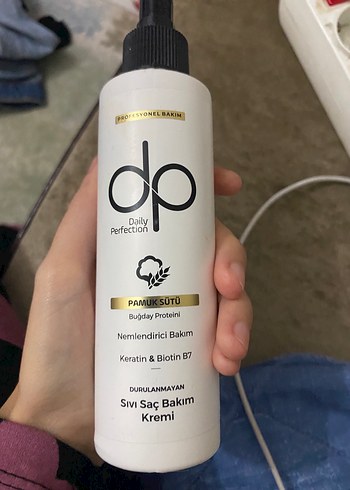 PROFESYONEL BAKIM
dp
Daily
Perfection
PAMUK SÜTÜ
Buğday Proteini
Nemlendirici Bakım
Keratin & Biotin B7
DURULANMAYAN
Sıvı Saç Bakım
Kremi